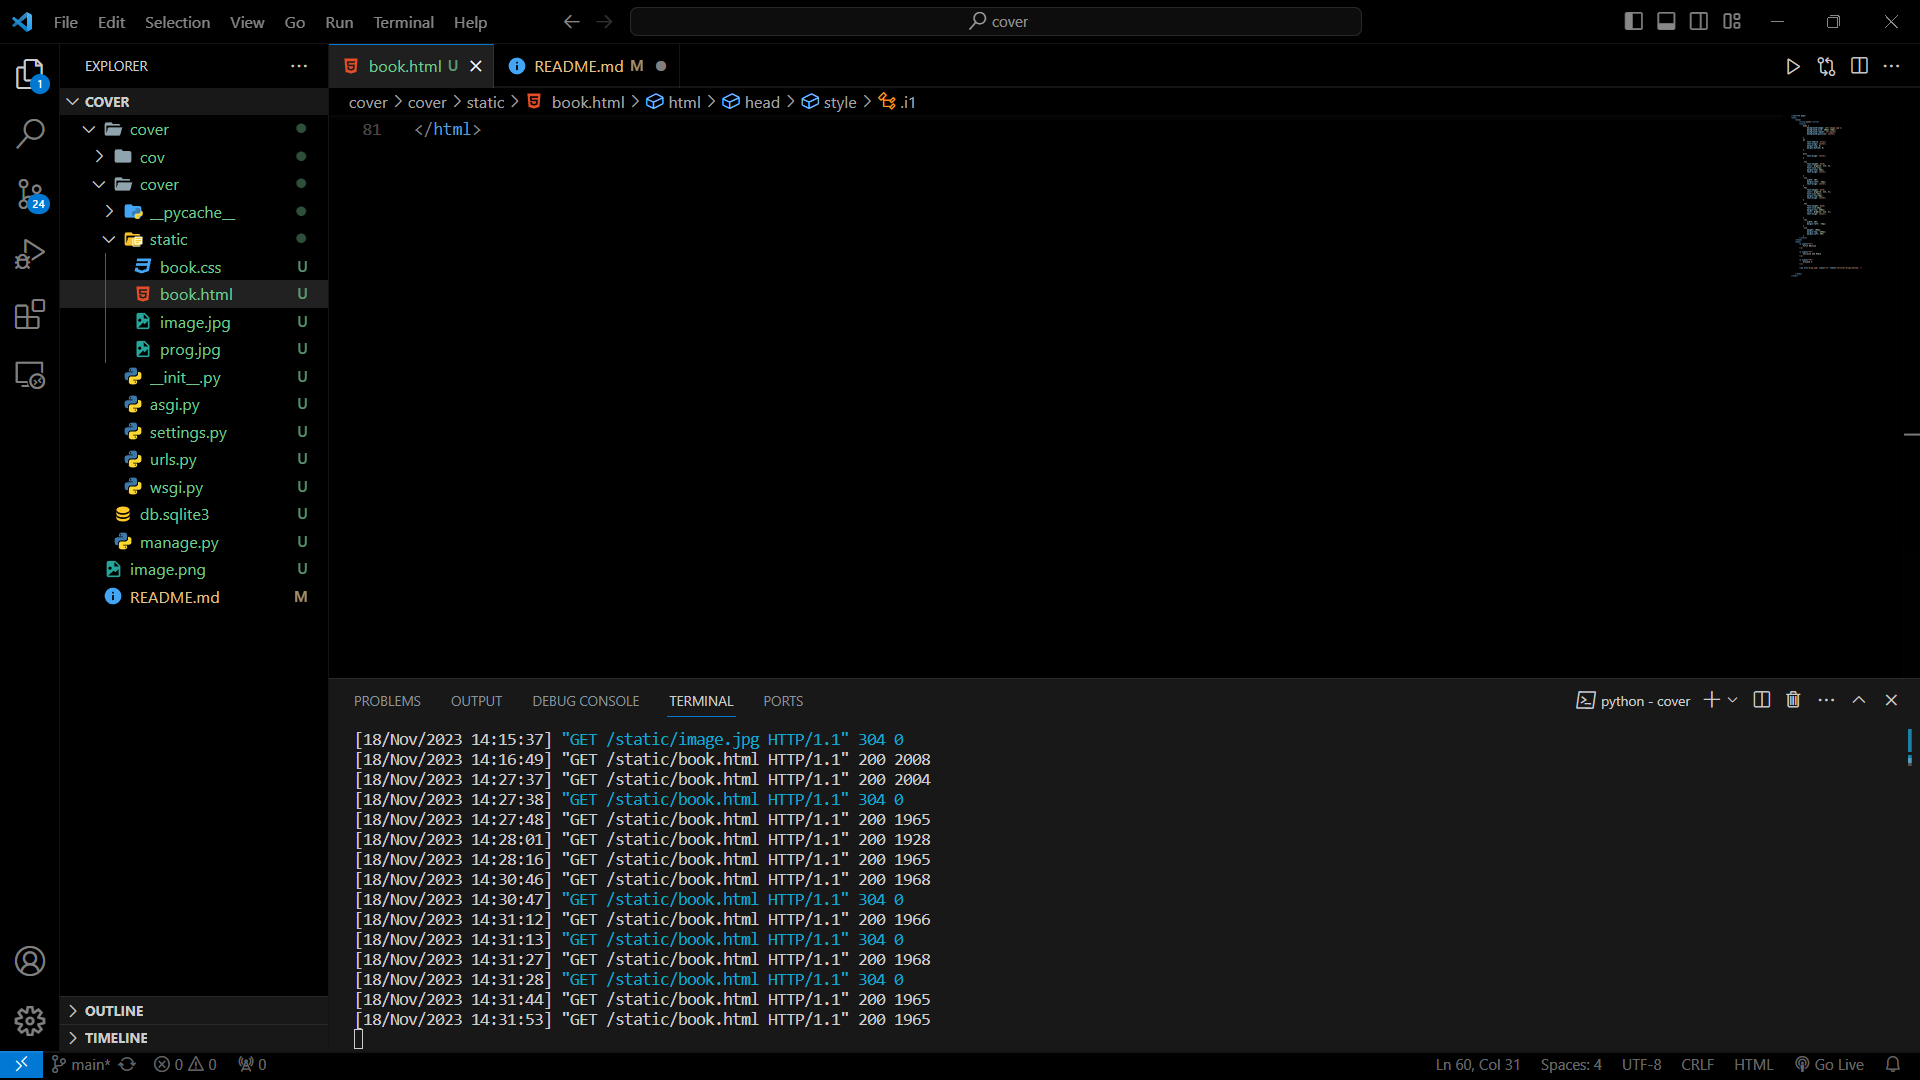 File Edit Selection View Go Run Terminal Help
cover
EXPLORER
book.html U
README.md M
1
COVER
cover > cover > static > book.html > html > head > style > .i1
cover
81 </html>
cov
cover
24
__pycache__
static
book.css U
book.html U
image.jpg U
prog.jpg U
__init__.py U
asgi.py U
settings.py U
urls.py U
wsgi.py U
db.sqlite3 U
manage.py U
image.png U
README.md M
PROBLEMS OUTPUT DEBUG CONSOLE TERMINAL PORTS
python - cover
[18/Nov/2023 14:15:37] "GET /static/image.jpg HTTP/1.1" 304 0
[18/Nov/2023 14:16:49] "GET /static/book.html HTTP/1.1" 200 2008
[18/Nov/2023 14:27:37] "GET /static/book.html HTTP/1.1" 200 2004
[18/Nov/2023 14:27:38] "GET /static/book.html HTTP/1.1" 304 0
[18/Nov/2023 14:27:48] "GET /static/book.html HTTP/1.1" 200 1965
[18/Nov/2023 14:28:01] "GET /static/book.html HTTP/1.1" 200 1928
[18/Nov/2023 14:28:16] "GET /static/book.html HTTP/1.1" 200 1965
[18/Nov/2023 14:30:46] "GET /static/book.html HTTP/1.1" 200 1968
[18/Nov/2023 14:30:47] "GET /static/book.html HTTP/1.1" 304 0
[18/Nov/2023 14:31:12] "GET /static/book.html HTTP/1.1" 200 1966
[18/Nov/2023 14:31:13] "GET /static/book.html HTTP/1.1" 304 0
[18/Nov/2023 14:31:27] "GET /static/book.html HTTP/1.1" 200 1968
[18/Nov/2023 14:31:28] "GET /static/book.html HTTP/1.1" 304 0
[18/Nov/2023 14:31:44] "GET /static/book.html HTTP/1.1" 200 1965
[18/Nov/2023 14:31:53] "GET /static/book.html HTTP/1.1" 200 1965
OUTLINE
TIMELINE
main* 0 0 0
Ln 60, Col 31 Spaces: 4 UTF-8 CRLF HTML Go Live